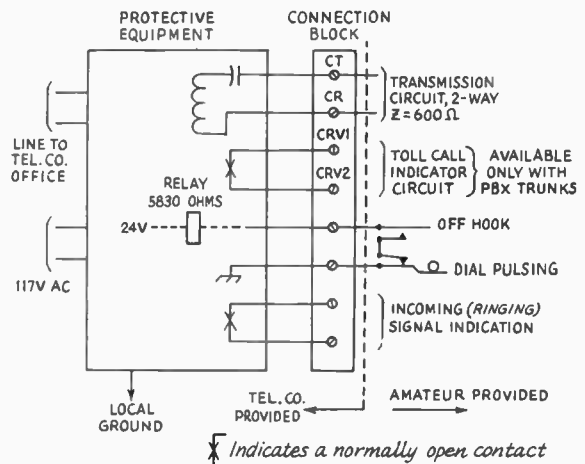 PROTECTIVE
EQUIPMENT
CONNECTION
BLOCK
CT
CR
TRANSMISSION
CIRCUIT, 2-WAY
Z=600Ω
LINE TO
TEL. CO.
OFFICE
CRV1
CRV2
TOLL CALL
INDICATOR
CIRCUIT
AVAILABLE
ONLY WITH
PBX TRUNKS
RELAY
5830 OHMS
24V
OFF HOOK
117V AC
DIAL PULSING
INCOMING (RINGING)
SIGNAL INDICATION
LOCAL
GROUND
TEL. CO.
PROVIDED
AMATEUR PROVIDED
Indicates a normally open contact